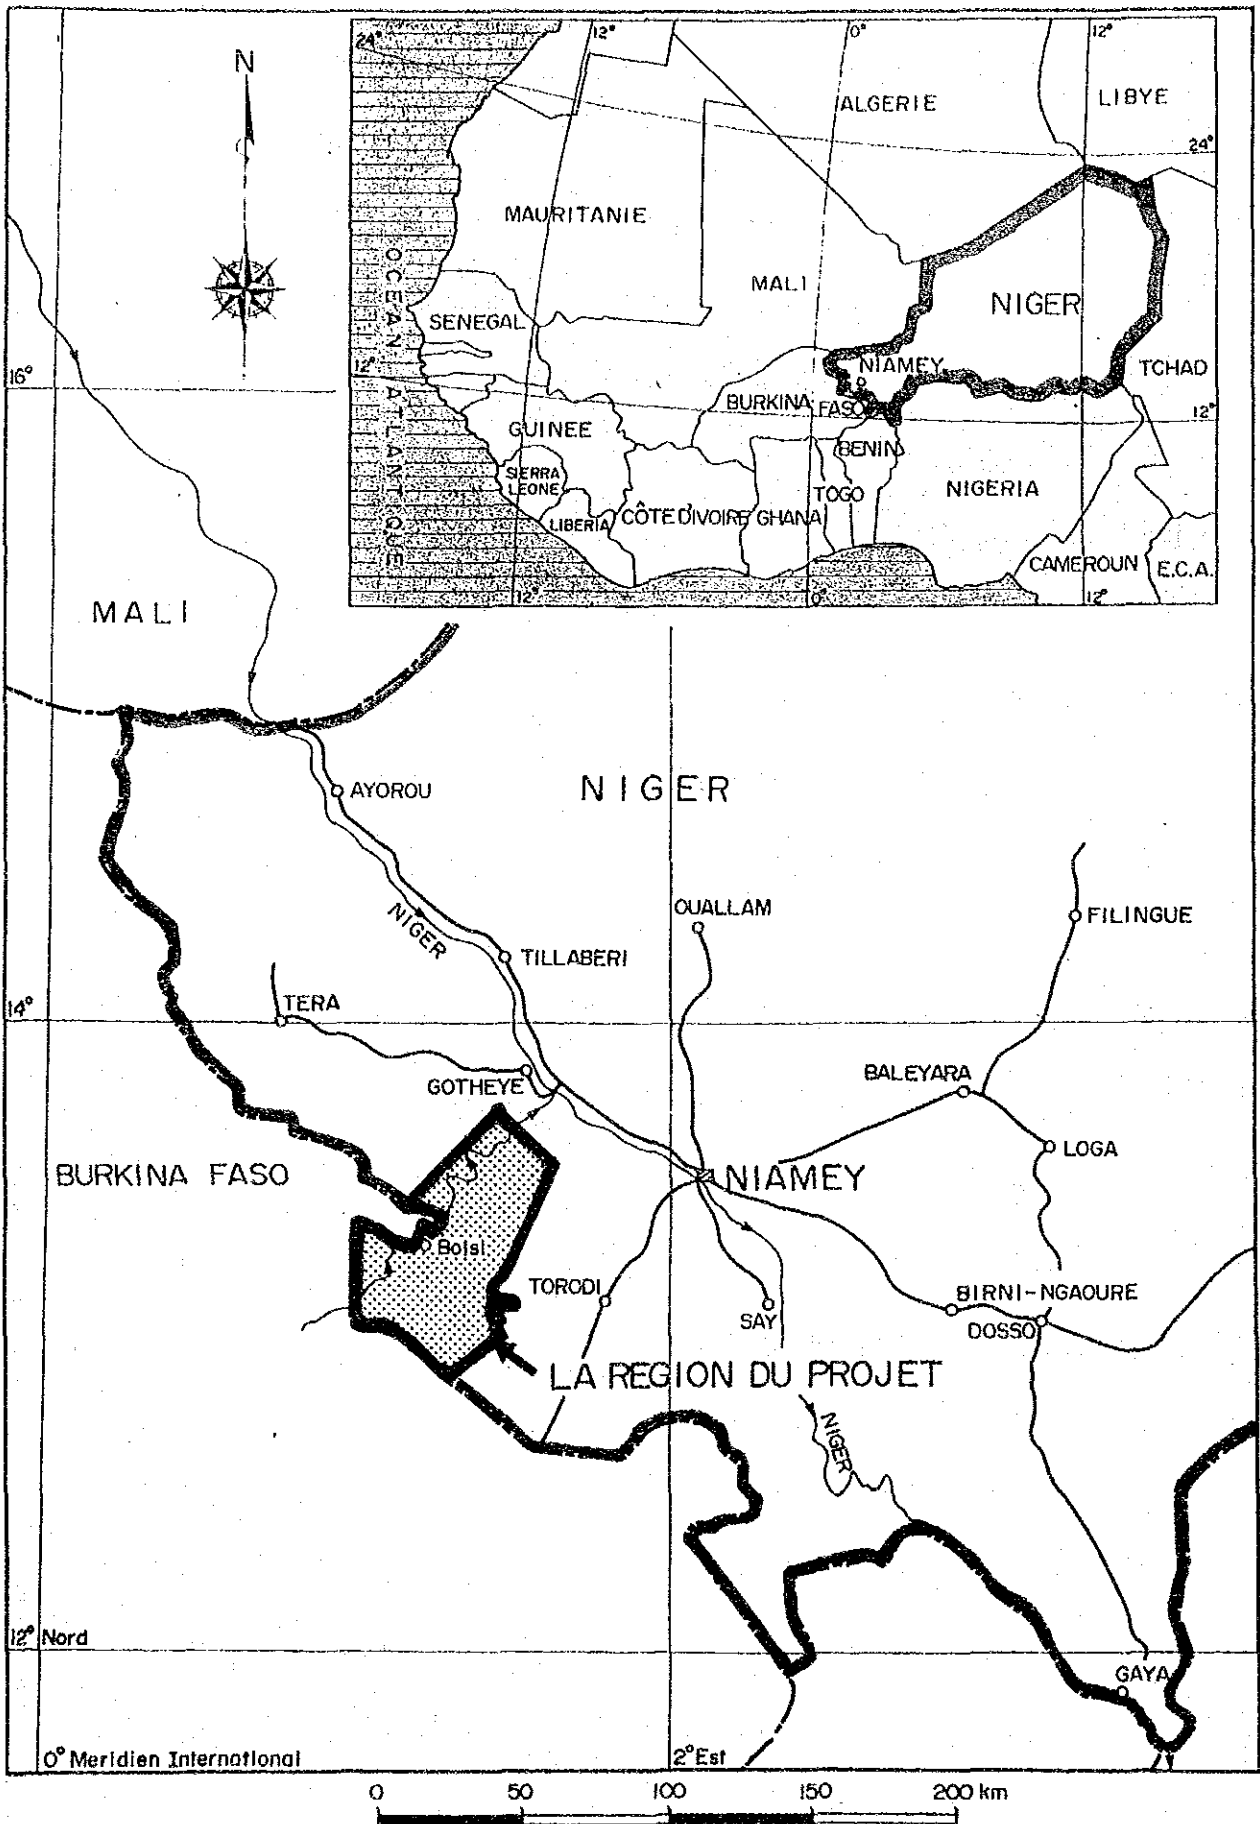 N
24°
12°
0°
12°
ALGERIE
LIBYE
24°
MAURITANIE
OCEAN ATLANT QUE
MALI
NIGER
SENEGAL
12°
NIAMEY
TCHAD
BURKINA FASO
12°
GUINEE
BENIN
SIERRA
LEONE
NIGERIA
TOGO
LIBERIA
CÔTE D'IVOIRE
GHANA
CAMEROUN
E.C.A.
12°
0°
12°
16°
MALI
AYOROU
NIGER
OUALLAM
FILINGUE
NIGER
TILLABERI
14°
TERA
GOTHEYE
BALEYARA
LOGA
BURKINA FASO
NIAMEY
Bolsi
TORODI
SAY
BIRNI-NGAOURE
DOSSO
LA REGION DU PROJET
NIGER
12° Nord
GAYA
0° Meridien International
2° Est
0 50 100 150 200 km